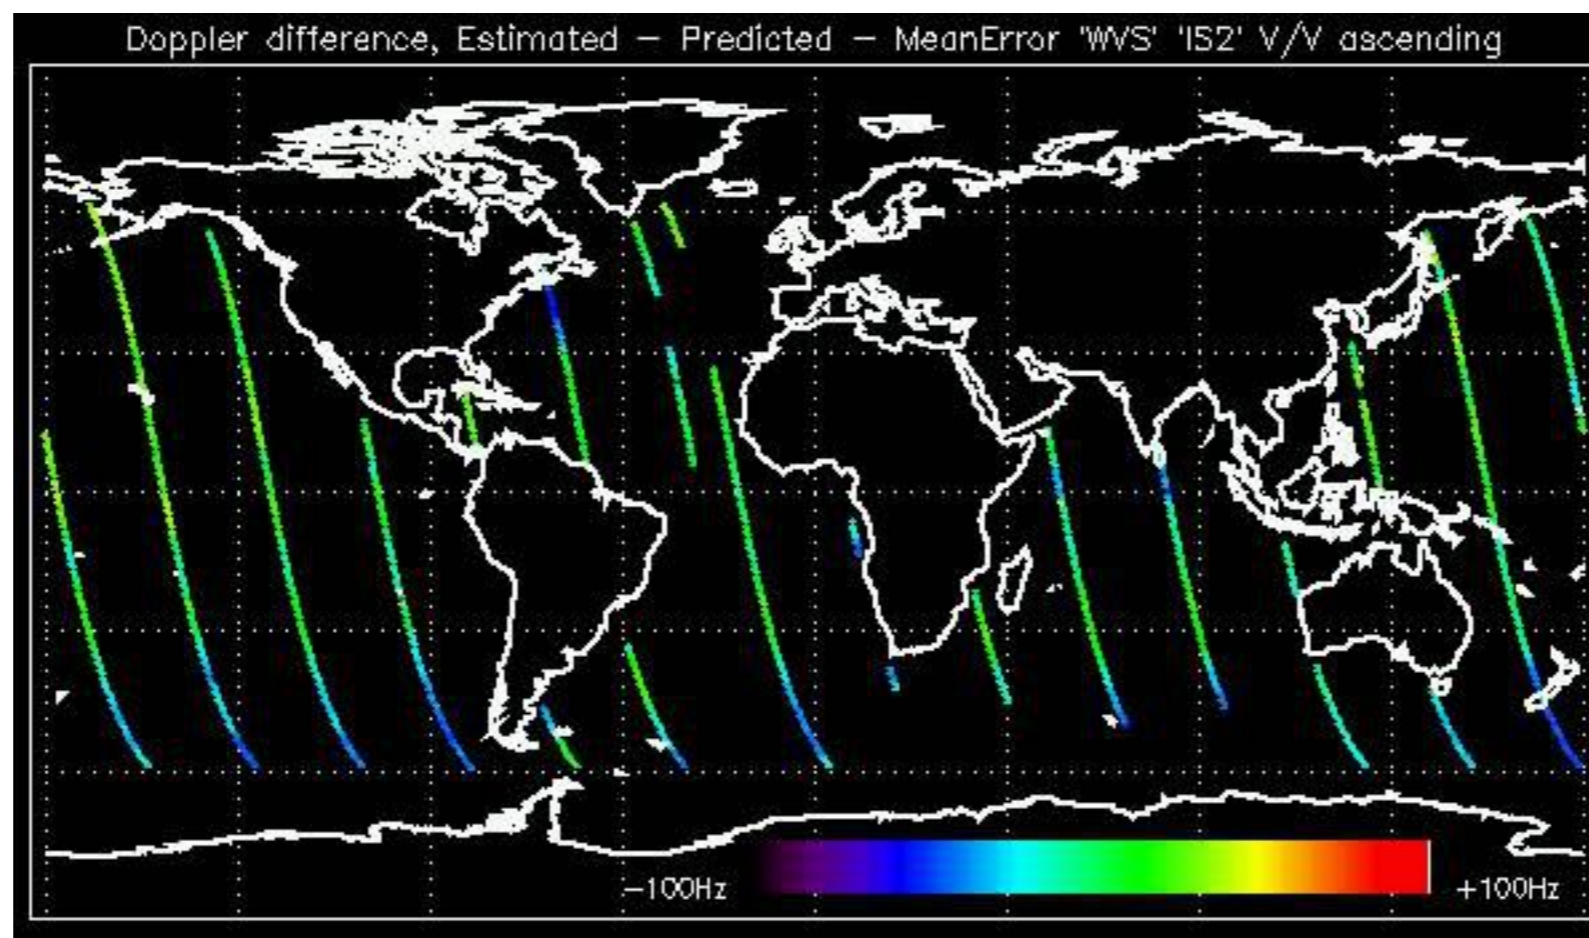 Doppler difference, Estimated – Predicted – MeanError 'WVS' 'IS2' V/V ascending
−100Hz
+100Hz